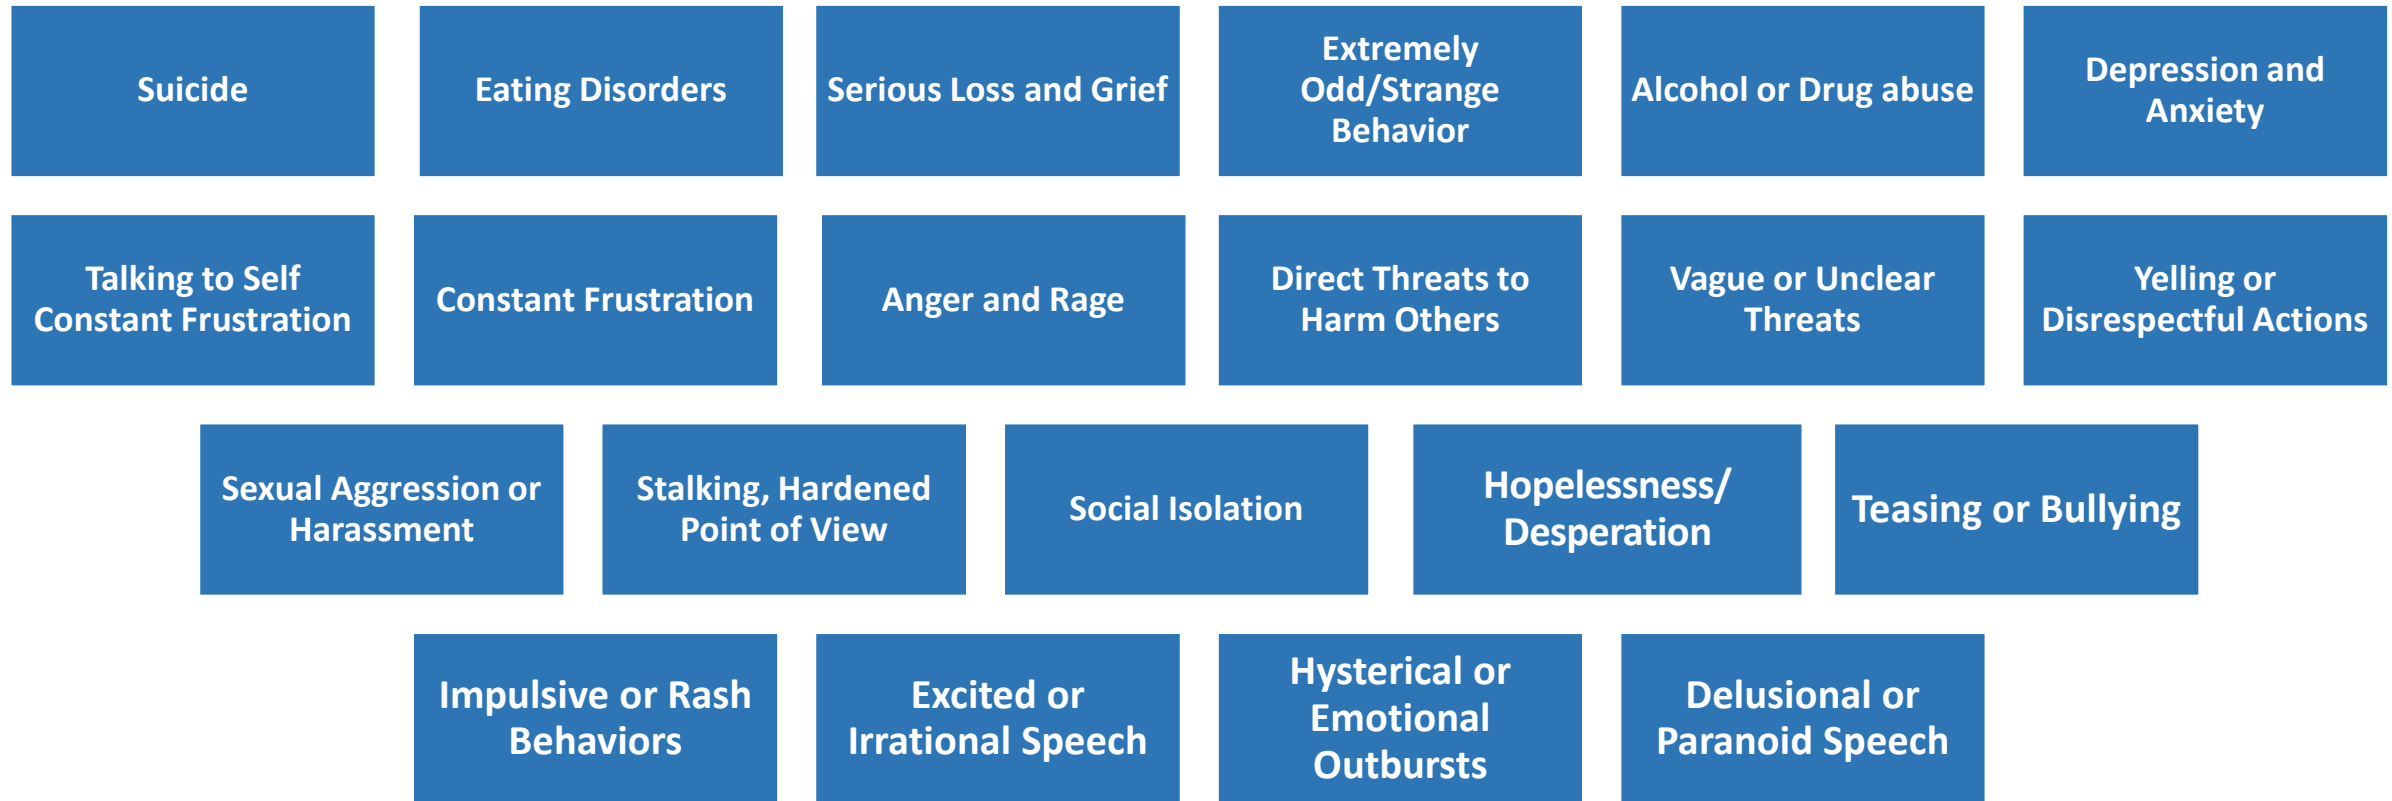 Suicide
Eating Disorders
Serious Loss and Grief
Extremely
Odd/Strange
Behavior
Alcohol or Drug abuse
Depression and
Anxiety
Talking to Self
Constant Frustration
Constant Frustration
Anger and Rage
Direct Threats to
Harm Others
Vague or Unclear
Threats
Yelling or
Disrespectful Actions
Sexual Aggression or
Harassment
Stalking, Hardened
Point of View
Social Isolation
Hopelessness/
Desperation
Teasing or Bullying
Impulsive or Rash
Behaviors
Excited or
Irrational Speech
Hysterical or
Emotional
Outbursts
Delusional or
Paranoid Speech